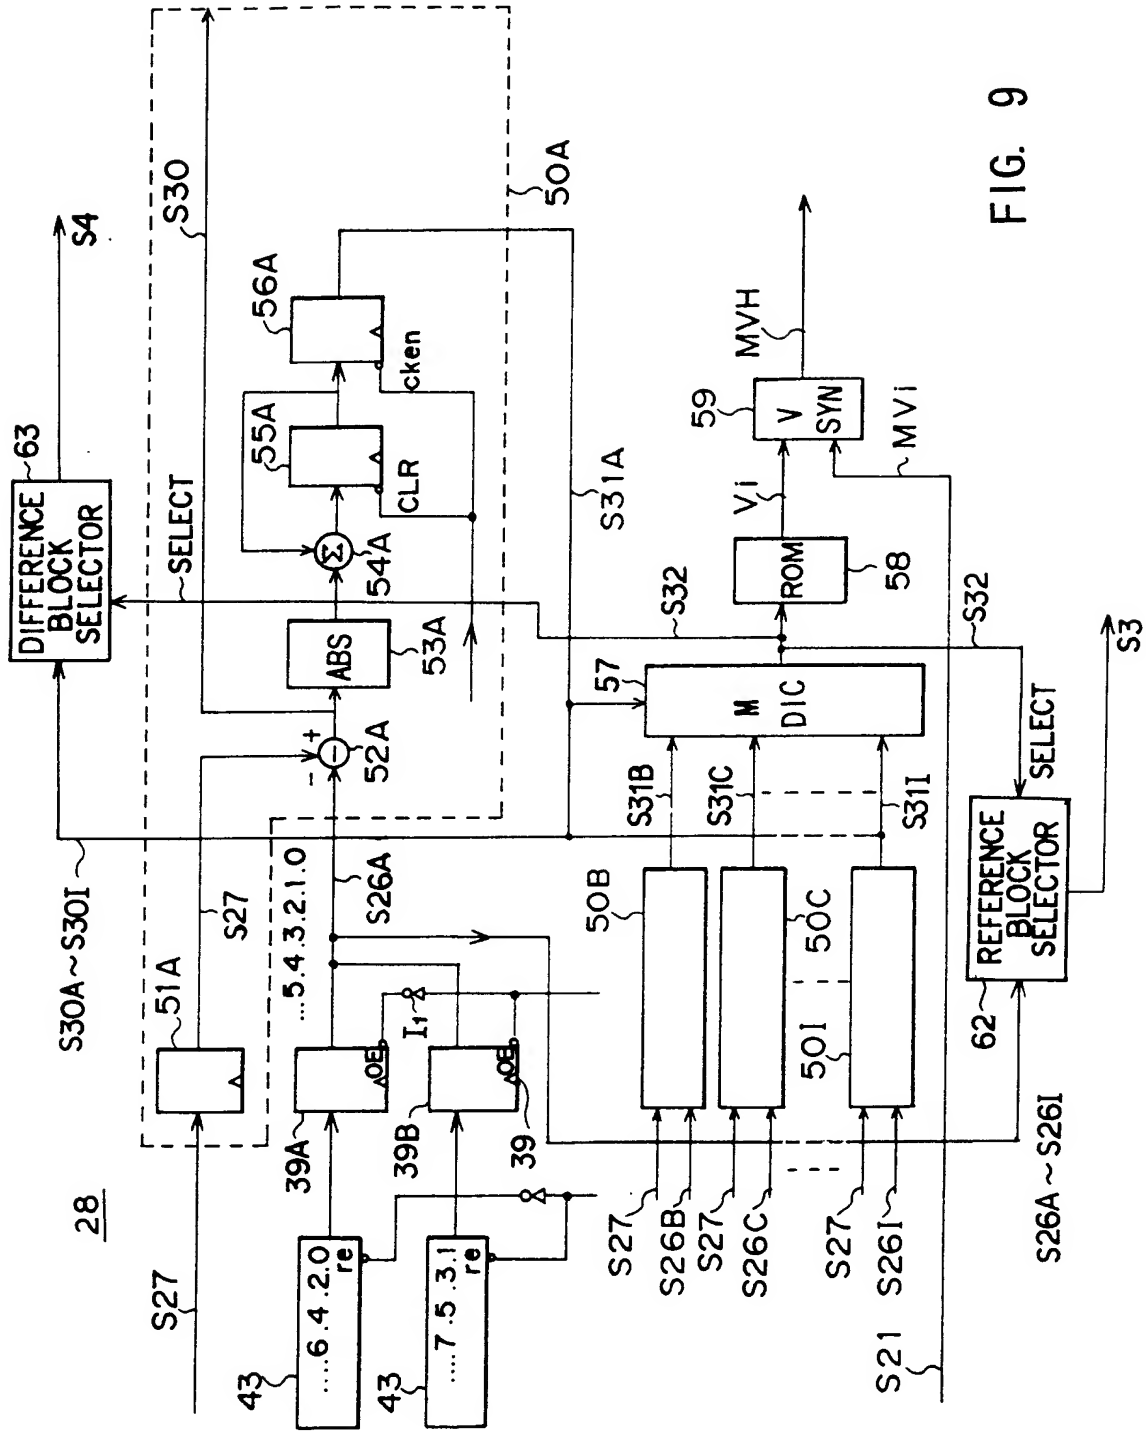 28
S27
S27
51A
S30A~S30I
DIFFERENCE
BLOCK
SELECTOR
63
S4
SELECT
S30
50A
43
.....6.4.2.0
re
39A
OE
...5.4.3.2.1.0
S26A
-
+
−
52A
ABS
53A
Σ
54A
55A
CLR
56A
cken
43
....7.5.3.1
re
39B
OE
39
I1
S31A
S27
S26B
50B
S31B
S27
S26C
50C
S31C
S27
S26I
50I
S31I
57
M
DIC
S32
ROM
58
Vi
59
V
SYN
MVH
MVi
S21
S26A~S26I
62
REFERENCE
BLOCK
SELECTOR
SELECT
S32
S3
FIG. 9